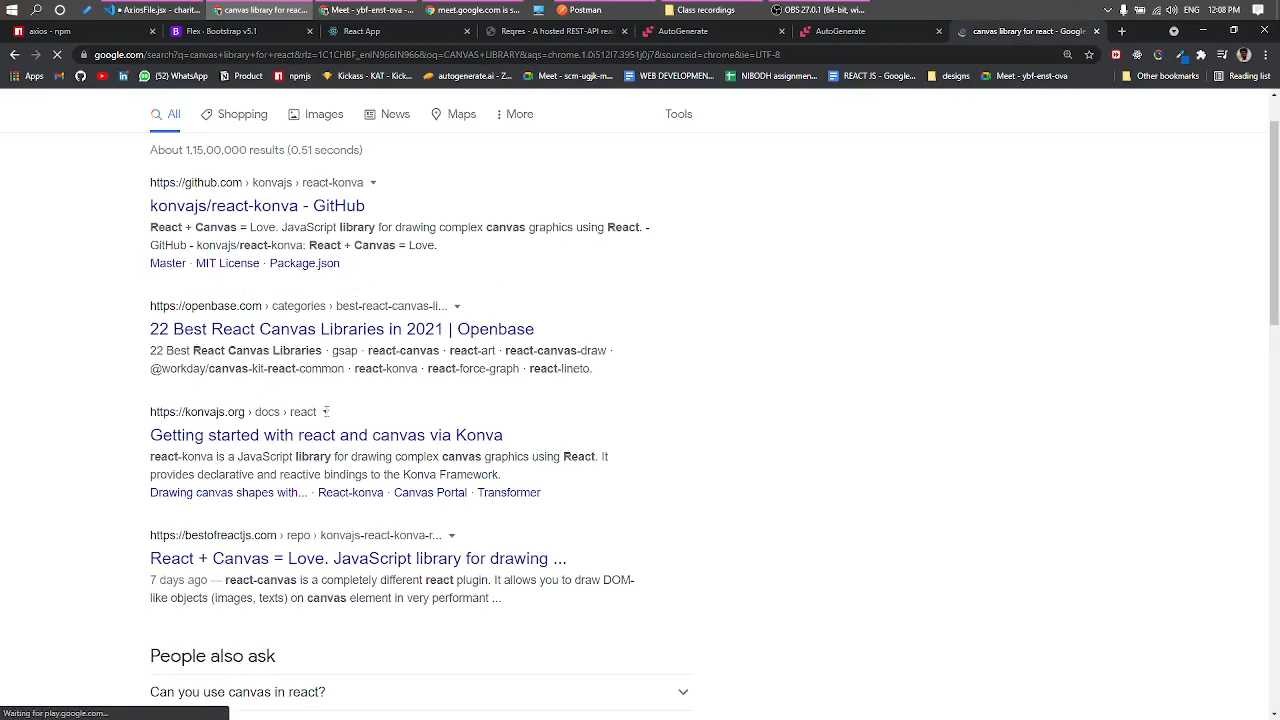 • AxiosFile.jsx - charit...
canvas library for reac...
Meet - ybf-enst-ova - ...
meet.google.com is s...
Postman
Class recordings
OBS 27.0.1 (64-bit, wi...
12:08 PM
axios - npm
Flex · Bootstrap v5.1
React App
Reqres - A hosted REST-API rea
AutoGenerate
AutoGenerate
canvas library for react - Googl
google.com/search?q=canvas+library+for+react&rlz=1C1CHBF_enIN966IN966&oq=CANVAS+LIBRARY&aqs=chrome.1.0i512l7.3951j0j7&sourceid=chrome&ie=UTF-8
Apps
(52) WhatsApp
Product
npmjs
Kickass - KAT - Kick...
autogenerate.ai - Z...
Meet - scm-ugjk-m...
WEB DEVELOPMEN...
NIBODH assignment...
CLASS JS - Google...
designs
Meet - ybf-enst-ova
Other bookmarks
Reading list
All
Shopping
Images
News
Maps
More
Tools
About 1,15,00,000 results (0.51 seconds)
https://github.com › konvajs › react-konva
konvajs/react-konva - GitHub
React + Canvas = Love. JavaScript library for drawing complex canvas graphics using React. -
GitHub - konvajs/react-konva: React + Canvas = Love.
Master · MIT License · Package.json
https://openbase.com › categories › best-react-canvas-li...
22 Best React Canvas Libraries in 2021 | Openbase
22 Best React Canvas Libraries · gsap · react-canvas · react-art · react-canvas-draw ·
@workday/canvas-kit-react-common · react-konva · react-force-graph · react-lineto.
https://konvajs.org › docs › react
Getting started with react and canvas via Konva
react-konva is a JavaScript library for drawing complex canvas graphics using React. It
provides declarative and reactive bindings to the Konva Framework.
Drawing canvas shapes with... · React-konva · Canvas Portal · Transformer
https://bestofreactjs.com › repo › konvajs-react-konva-r...
React + Canvas = Love. JavaScript library for drawing ...
7 days ago — react-canvas is a completely different react plugin. It allows you to draw DOM-
like objects (images, texts) on canvas element in very performant ...
People also ask
Can you use canvas in react?
Waiting for play.google.com...